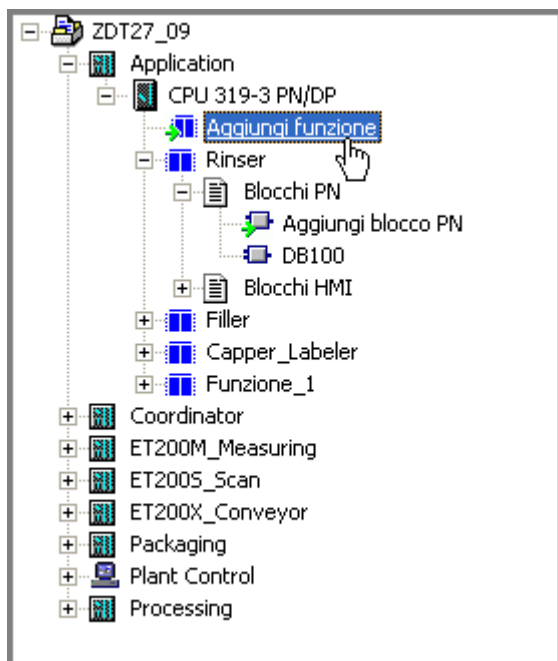 ZDT27_09
Application
CPU 319-3 PN/DP
Aggiungi funzione
Rinser
Blocchi PN
Aggiungi blocco PN
DB100
Blocchi HMI
Filler
Capper_Labeler
Funzione_1
Coordinator
ET200M_Measuring
ET200S_Scan
ET200X_Conveyor
Packaging
Plant Control
Processing